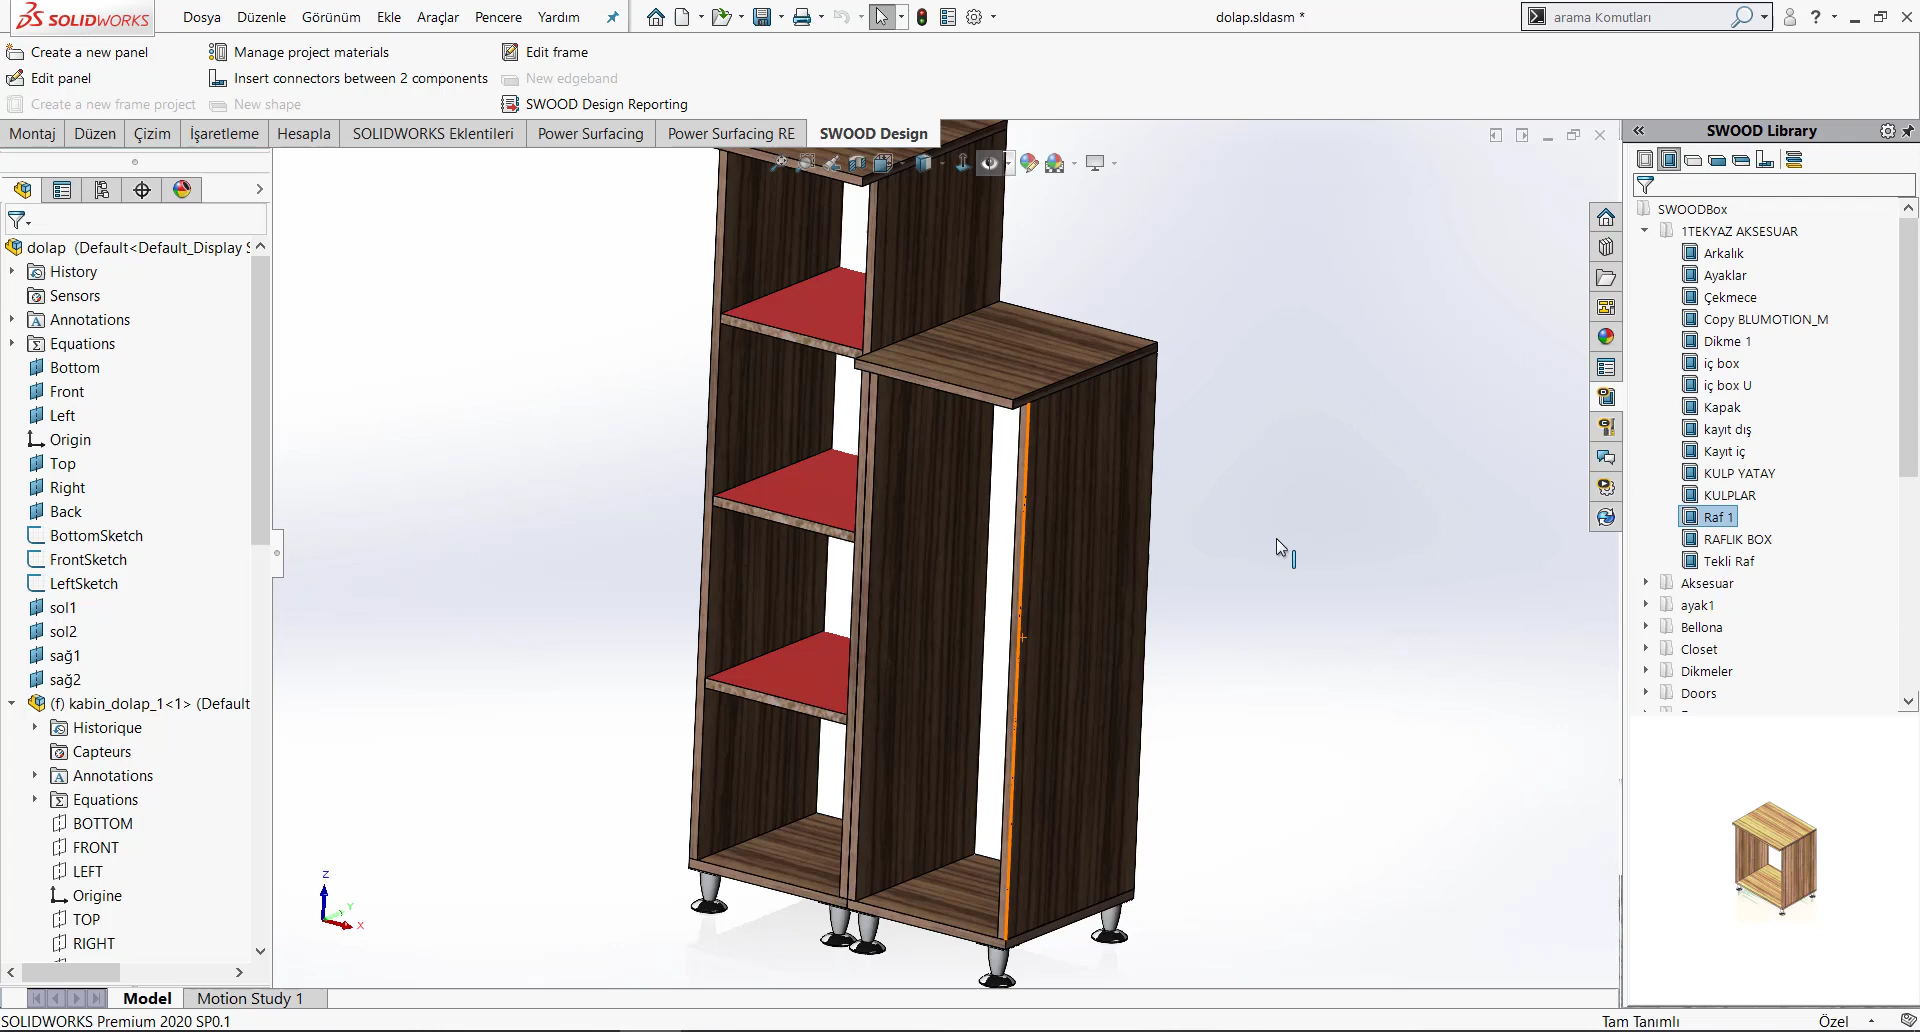 SOLIDWORKS Dosya Düzenle Görünüm Ekle Araçlar Pencere Yardım dolap.sldasm * arama Komutları
Create a new panel Manage project materials Edit frame
Edit panel Insert connectors between 2 components New edgeband
Create a new frame project New shape SWOOD Design Reporting
Montaj Düzen Çizim İşaretleme Hesapla SOLIDWORKS Eklentileri Power Surfacing Power Surfacing RE SWOOD Design
dolap (Default<Default_Display S
History
Sensors
Annotations
Equations
Bottom
Front
Left
Origin
Top
Right
Back
BottomSketch
FrontSketch
LeftSketch
sol1
sol2
sağ1
sağ2
(f) kabin_dolap_1<1> (Default
Historique
Capteurs
Annotations
Equations
BOTTOM
FRONT
LEFT
Origine
TOP
RIGHT
Z
Y
X
SWOOD Library
SWOODBox
1TEKYAZ AKSESUAR
Arkalık
Ayaklar
Çekmece
Copy BLUMOTION_M
Dikme 1
iç box
iç box U
Kapak
kayıt dış
Kayıt iç
KULP YATAY
KULPLAR
Raf 1
RAFLIK BOX
Tekli Raf
Aksesuar
ayak1
Bellona
Closet
Dikmeler
Doors
Model Motion Study 1
SOLIDWORKS Premium 2020 SP0.1 Tam Tanımlı Özel